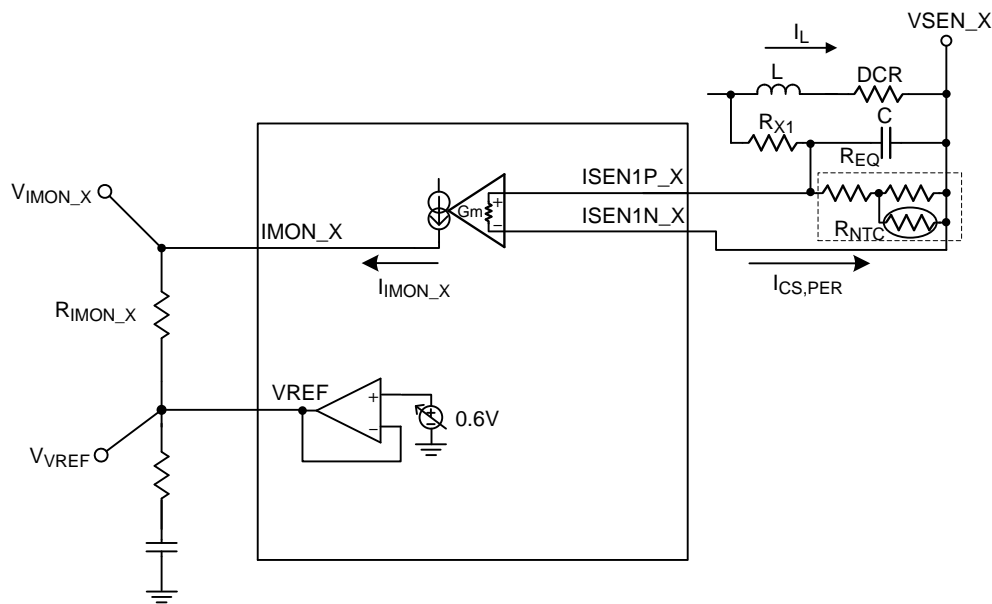 VSEN_X
I_L
L
DCR
R_X1
C
R_EQ
V_IMON_X
ISEN1P_X
+
Gm
−
ISEN1N_X
IMON_X
R_NTC
I_IMON_X
I_CS,PER
R_IMON_X
VREF
+
−
+
−
0.6V
V_VREF